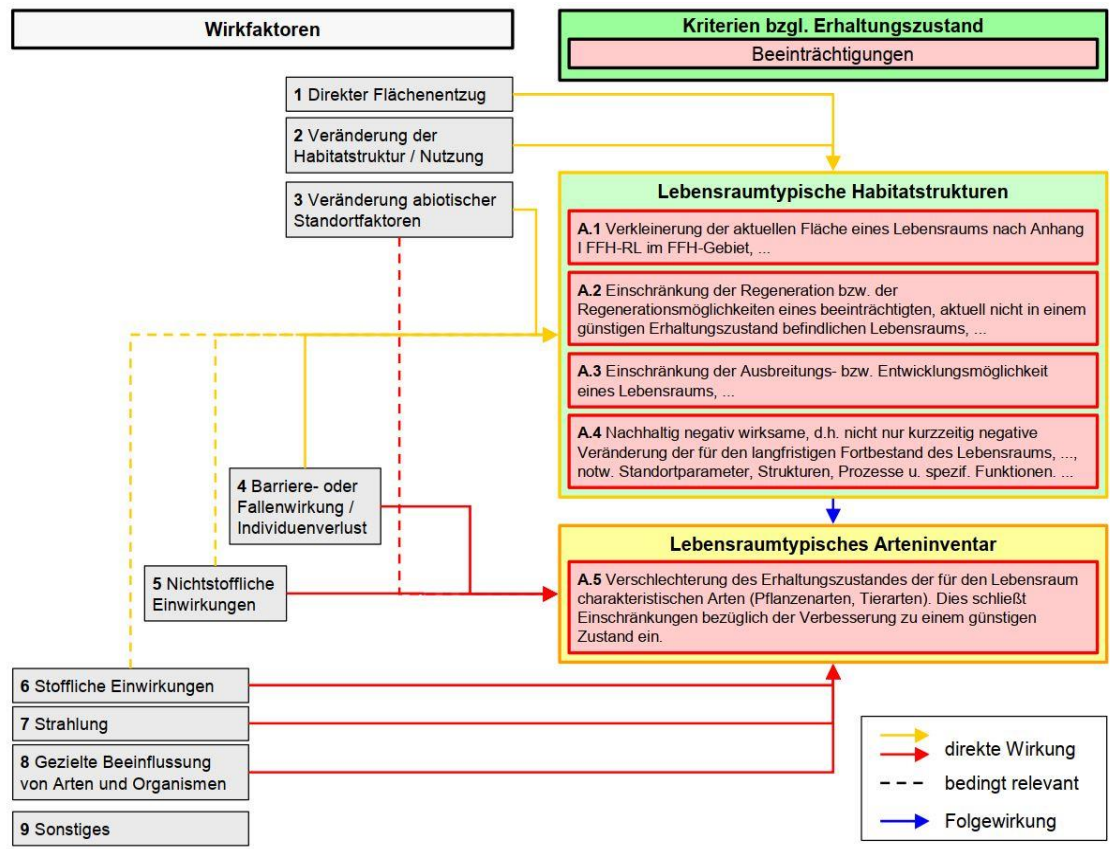 Wirkfaktoren
Kriterien bzgl. Erhaltungszustand
Beeinträchtigungen
1 Direkter Flächenentzug
2 Veränderung der
Habitatstruktur / Nutzung
3 Veränderung abiotischer
Standortfaktoren
Lebensraumtypische Habitatstrukturen
A.1 Verkleinerung der aktuellen Fläche eines Lebensraums nach Anhang
I FFH-RL im FFH-Gebiet, ...
A.2 Einschränkung der Regeneration bzw. der
Regenerationsmöglichkeiten eines beeinträchtigten, aktuell nicht in einem
günstigen Erhaltungszustand befindlichen Lebensraums, ...
A.3 Einschränkung der Ausbreitungs- bzw. Entwicklungsmöglichkeit
eines Lebensraums, ...
A.4 Nachhaltig negativ wirksame, d.h. nicht nur kurzzeitig negative
Veränderung der für den langfristigen Fortbestand des Lebensraums, ...,
notw. Standortparameter, Strukturen, Prozesse u. spezif. Funktionen. ...
4 Barriere- oder
Fallenwirkung /
Individuenverlust
Lebensraumtypisches Arteninventar
A.5 Verschlechterung des Erhaltungszustandes der für den Lebensraum
charakteristischen Arten (Pflanzenarten, Tierarten). Dies schließt
Einschränkungen bezüglich der Verbesserung zu einem günstigen
Zustand ein.
5 Nichtstoffliche
Einwirkungen
6 Stoffliche Einwirkungen
7 Strahlung
8 Gezielte Beeinflussung
von Arten und Organismen
9 Sonstiges
direkte Wirkung
bedingt relevant
Folgewirkung